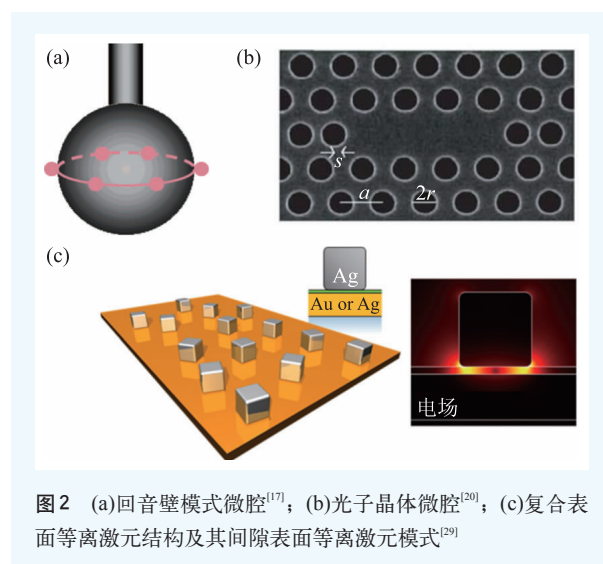 (a)
(b)
s
a
2r
(c)
Ag
Au or Ag
电场
图2 (a)回音壁模式微腔[17]；(b)光子晶体微腔[20]；(c)复合表
面等离激元结构及其间隙表面等离激元模式[29]